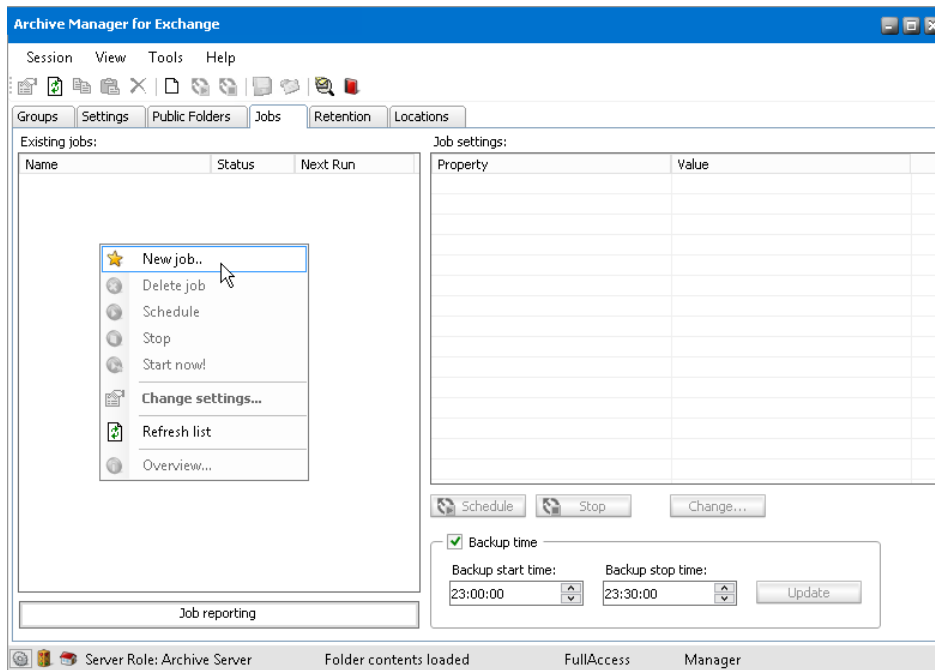 Archive Manager for Exchange
Session View Tools Help
Groups Settings Public Folders Jobs Retention Locations
Existing jobs: Job settings:
Name Status Next Run Property Value
New job..
Delete job
Schedule
Stop
Start now!
Change settings...
Refresh list
Overview...
Schedule Stop Change...
Backup time
Backup start time: Backup stop time:
23:00:00 23:30:00 Update
Job reporting
Server Role: Archive Server Folder contents loaded FullAccess Manager